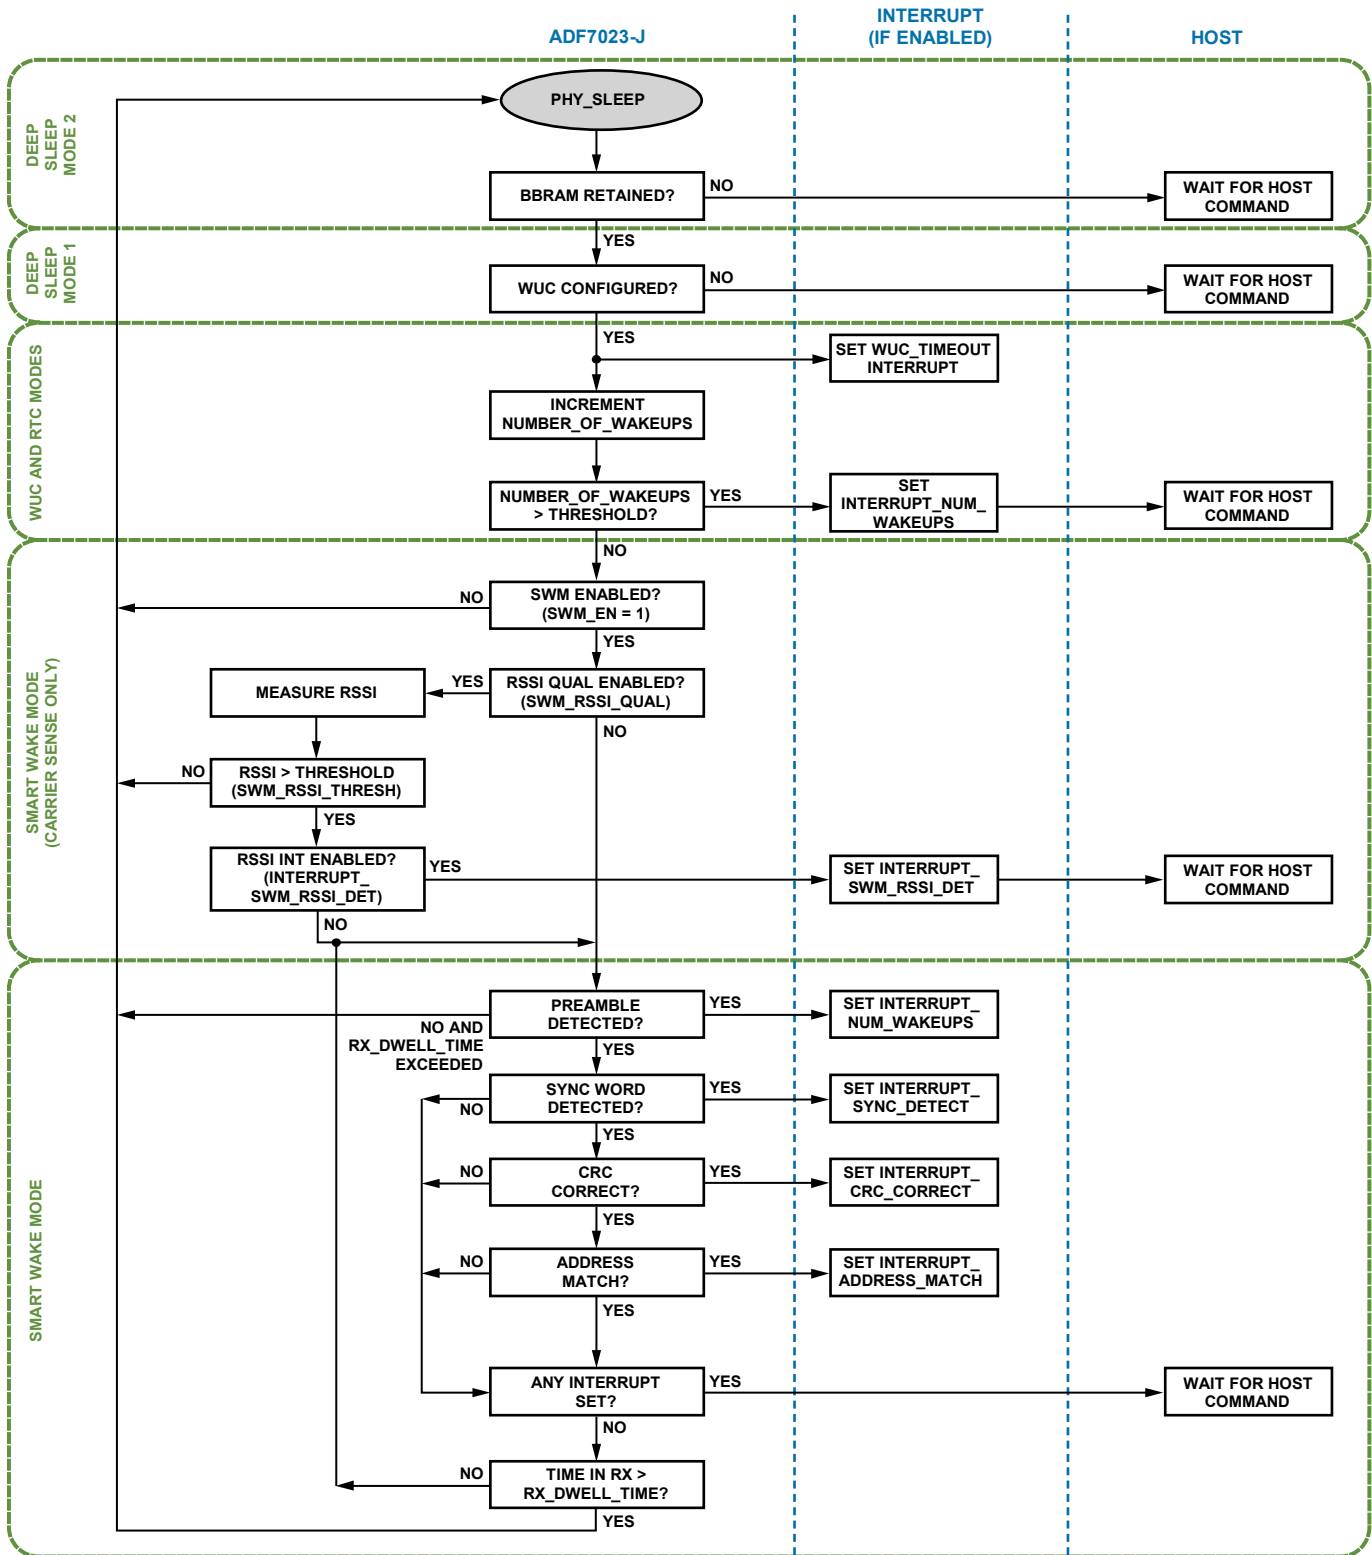 ADF7023-J
INTERRUPT
(IF ENABLED)
HOST
DEEP
SLEEP
MODE 2
PHY_SLEEP
BBRAM RETAINED?
NO
WAIT FOR HOST
COMMAND
YES
DEEP
SLEEP
MODE 1
WUC CONFIGURED?
NO
WAIT FOR HOST
COMMAND
YES
WUC AND RTC MODES
SET WUC_TIMEOUT
INTERRUPT
INCREMENT
NUMBER_OF_WAKEUPS
NUMBER_OF_WAKEUPS
> THRESHOLD?
YES
SET
INTERRUPT_NUM_
WAKEUPS
WAIT FOR HOST
COMMAND
NO
SMART WAKE MODE
(CARRIER SENSE ONLY)
SWM ENABLED?
(SWM_EN = 1)
NO
YES
RSSI QUAL ENABLED?
(SWM_RSSI_QUAL)
YES
MEASURE RSSI
NO
RSSI > THRESHOLD
(SWM_RSSI_THRESH)
NO
YES
RSSI INT ENABLED?
(INTERRUPT_
SWM_RSSI_DET)
YES
SET INTERRUPT_
SWM_RSSI_DET
WAIT FOR HOST
COMMAND
NO
SMART WAKE MODE
PREAMBLE
DETECTED?
YES
SET INTERRUPT_
NUM_WAKEUPS
NO AND
RX_DWELL_TIME
EXCEEDED
YES
SYNC WORD
DETECTED?
NO
YES
SET INTERRUPT_
SYNC_DETECT
YES
CRC
CORRECT?
NO
YES
SET INTERRUPT_
CRC_CORRECT
YES
ADDRESS
MATCH?
NO
YES
SET INTERRUPT_
ADDRESS_MATCH
YES
ANY INTERRUPT
SET?
YES
WAIT FOR HOST
COMMAND
NO
TIME IN RX >
RX_DWELL_TIME?
NO
YES